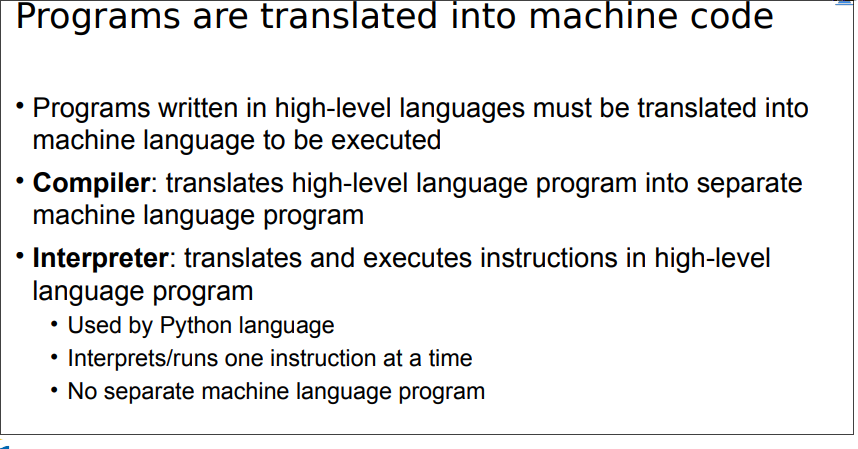 Programs are translated into machine code
• Programs written in high-level languages must be translated into
machine language to be executed
• Compiler: translates high-level language program into separate
machine language program
• Interpreter: translates and executes instructions in high-level
language program
• Used by Python language
• Interprets/runs one instruction at a time
• No separate machine language program